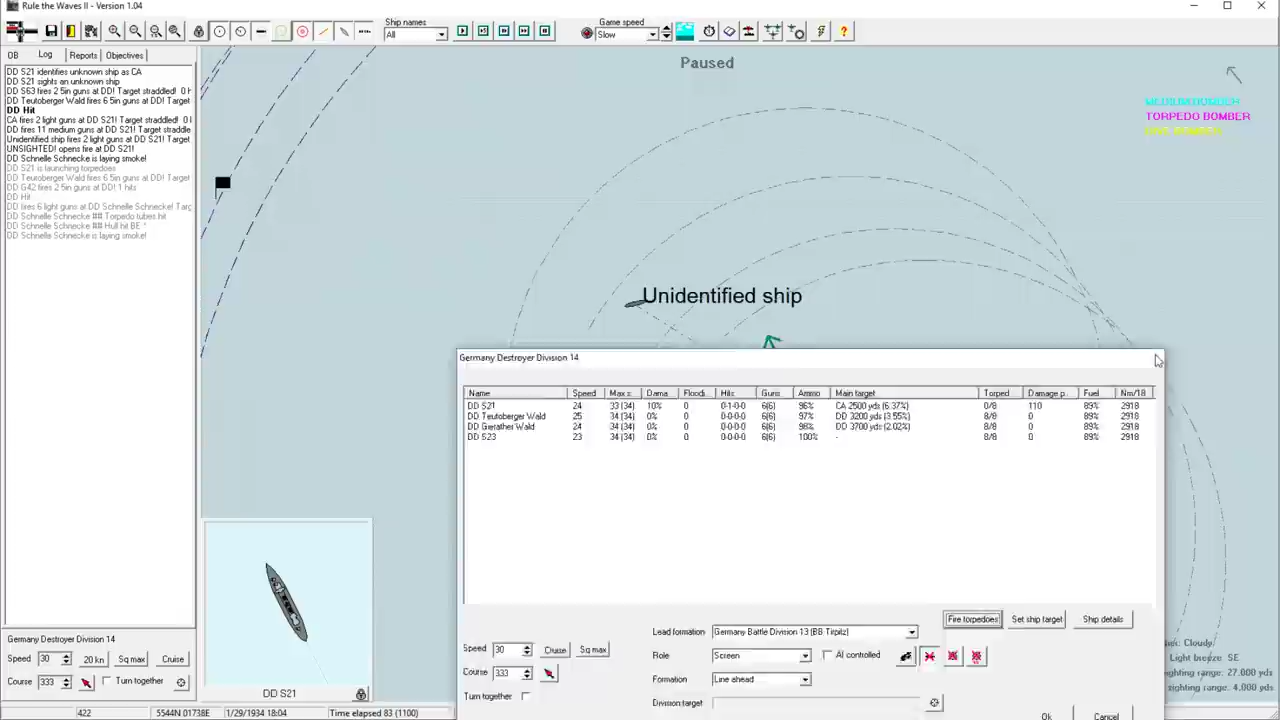 Rule the Waves II - Version 1.04
Ship names
All
Game speed
Slow
OB Log Reports Objectives
DD S21 identifies unknown ship as CA
DD S21 sights an unknown ship
DD S63 fires 2 5in guns at DD! Target straddled! 0 h
DD Teutoberger Wald fires 6 5in guns at DD! Target
DD Hit
CA fires 2 light guns at DD S21! Target straddled! 0 h
DD fires 11 medium guns at DD S21! Target straddle
Unidentified ship fires 2 light guns at DD S21! Target
UNSIGHTED! opens fire at DD S21!
DD Schnelle Schnecke is laying smoke!
DD S21 is launching torpedoes
DD Teutoberger Wald fires 6 5in guns at DD! Target
DD G42 fires 2 5in guns at DD! 1 hits
DD Hit
DD fires 6 light guns at DD Schnelle Schnecke! Targ
DD Schnelle Schnecke ## Torpedo tubes hit
DD Schnelle Schnecke ## Hull hit BE *
DD Schnelle Schnecke is laying smoke!
Paused
MEDIUM BOMBER
TORPEDO BOMBER
DIVE BOMBER
Unidentified ship
Germany Destroyer Division 14
Name Speed Max s Dama Floodi.. Hits Guns Ammo Main target Torped Damage p.. Fuel Nm/18
DD S21 24 33 (34) 10% 0 0-1-0-0 6(6) 96% CA 2500 yds (6.37%) 0/8 110 89% 2918
DD Teutoberger Wald 25 34 (34) 0% 0 0-0-0-0 6(6) 97% DD 3200 yds (3.55%) 8/8 0 89% 2918
DD Gerather Wald 24 34 (34) 0% 0 0-0-0-0 6(6) 98% DD 3700 yds (2.02%) 8/8 0 89% 2918
DD S23 23 34 (34) 0% 0 0-0-0-0 6(6) 100% - 8/8 0 89% 2918
Fire torpedoes Set ship target Ship details
Lead formation Germany Battle Division 13 (BB Tirpitz)
Speed 30 Cruise Sq max
Role Screen AI controlled
Course 333
Formation Line ahead
Turn together
Division target
Ok Cancel
Cloudy
Light breeze SE
ghting range: 27.000 yds
ighting range: 4.000 yds
Germany Destroyer Division 14
Speed 30 20 kn Sq max Cruise
Course 333 Turn together
DD S21
422 5544N 01738E 1/29/1934 18:04 Time elapsed 83 (1100)